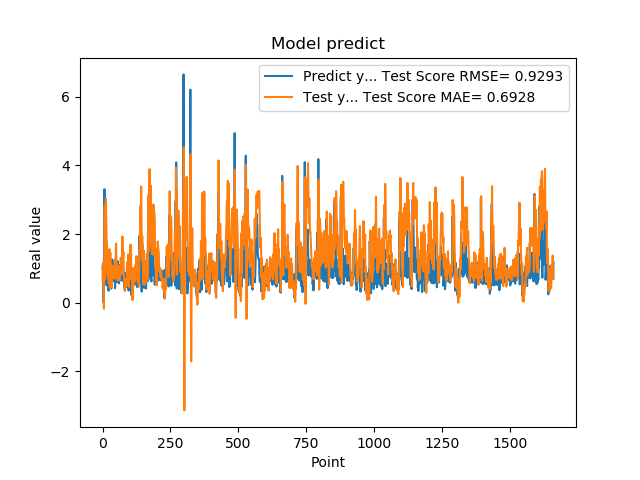 Model predict
Predict y... Test Score RMSE= 0.9293
Test y... Test Score MAE= 0.6928
Real value
6
4
2
0
−2
0 250 500 750 1000 1250 1500
Point